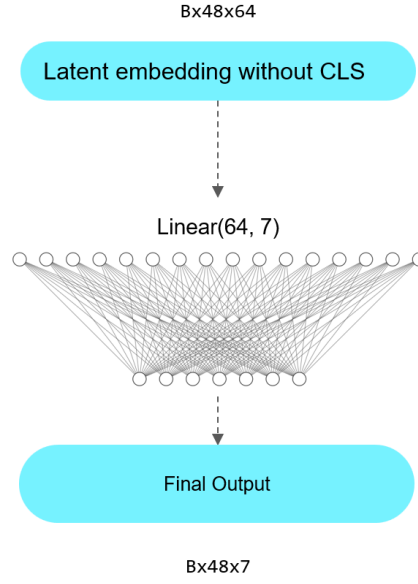 Bx48x64
Latent embedding without CLS
Linear(64, 7)
Final Output
Bx48x7